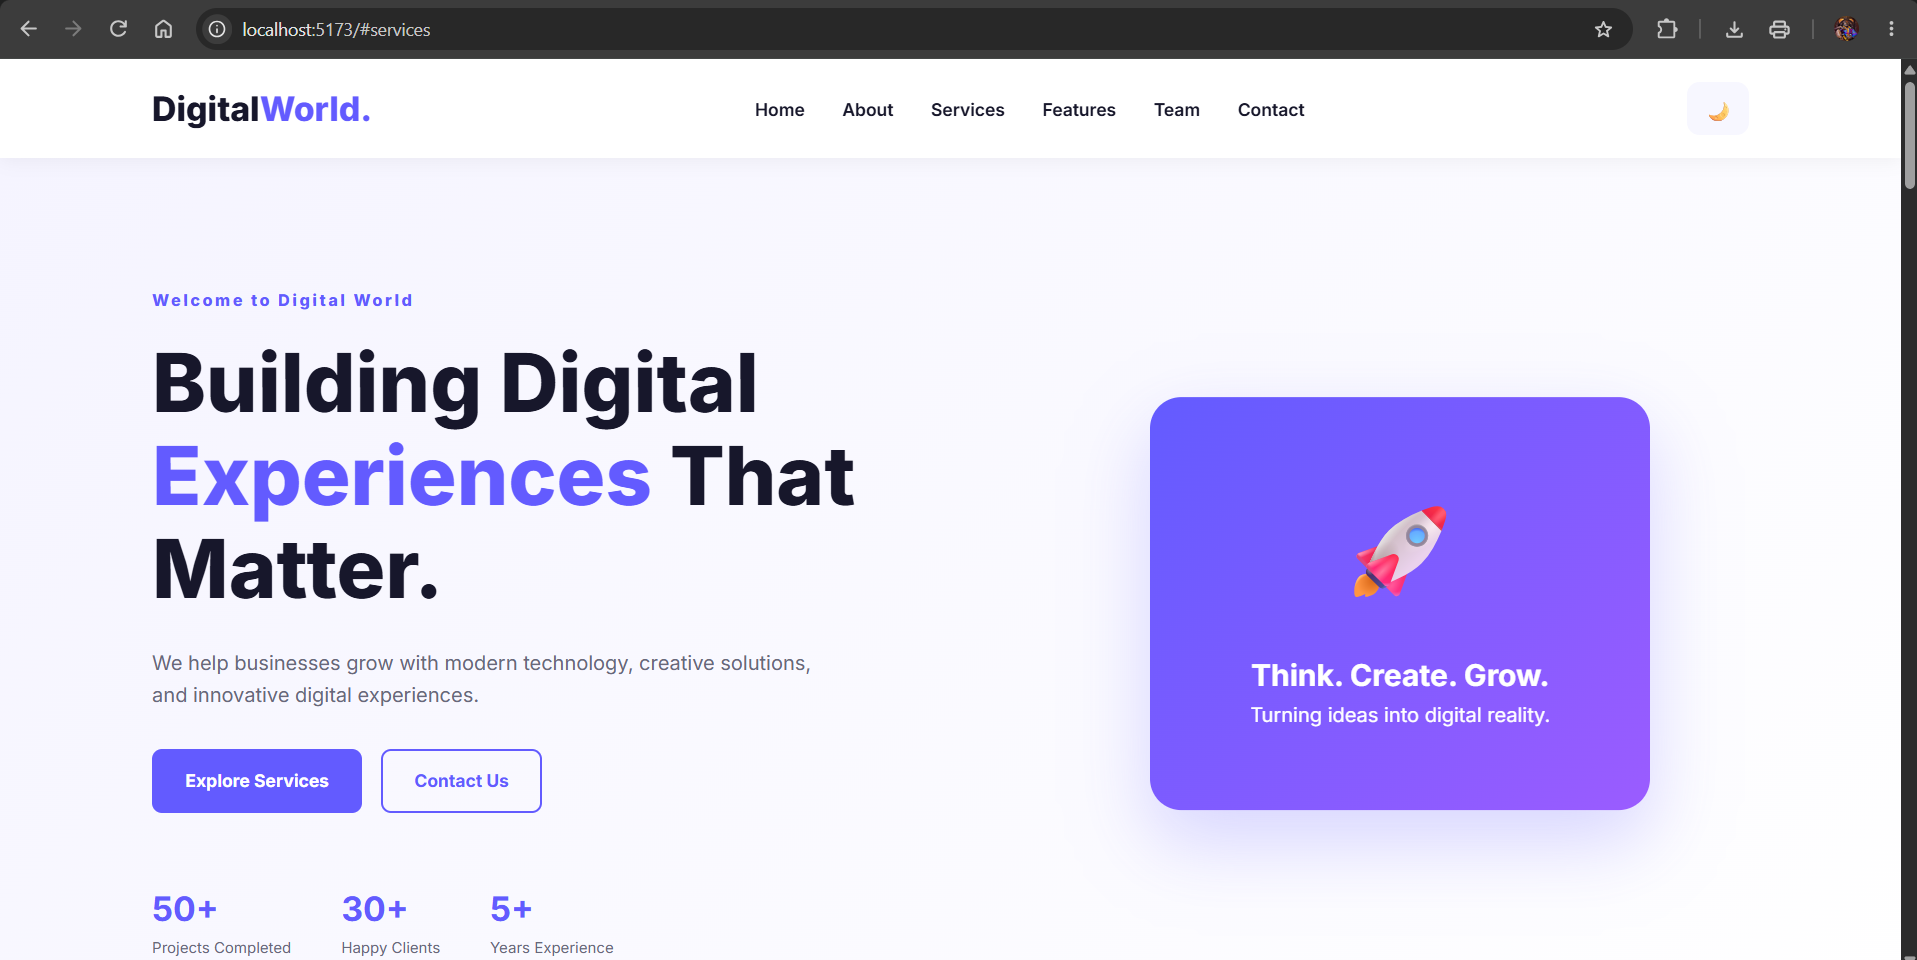 localhost:5173/#services
DigitalWorld.
Home About Services Features Team Contact
Welcome to Digital World
Building Digital
Experiences That
Matter.
We help businesses grow with modern technology, creative solutions,
and innovative digital experiences.
Explore Services Contact Us
Think. Create. Grow.
Turning ideas into digital reality.
50+ 30+ 5+
Projects Completed Happy Clients Years Experience